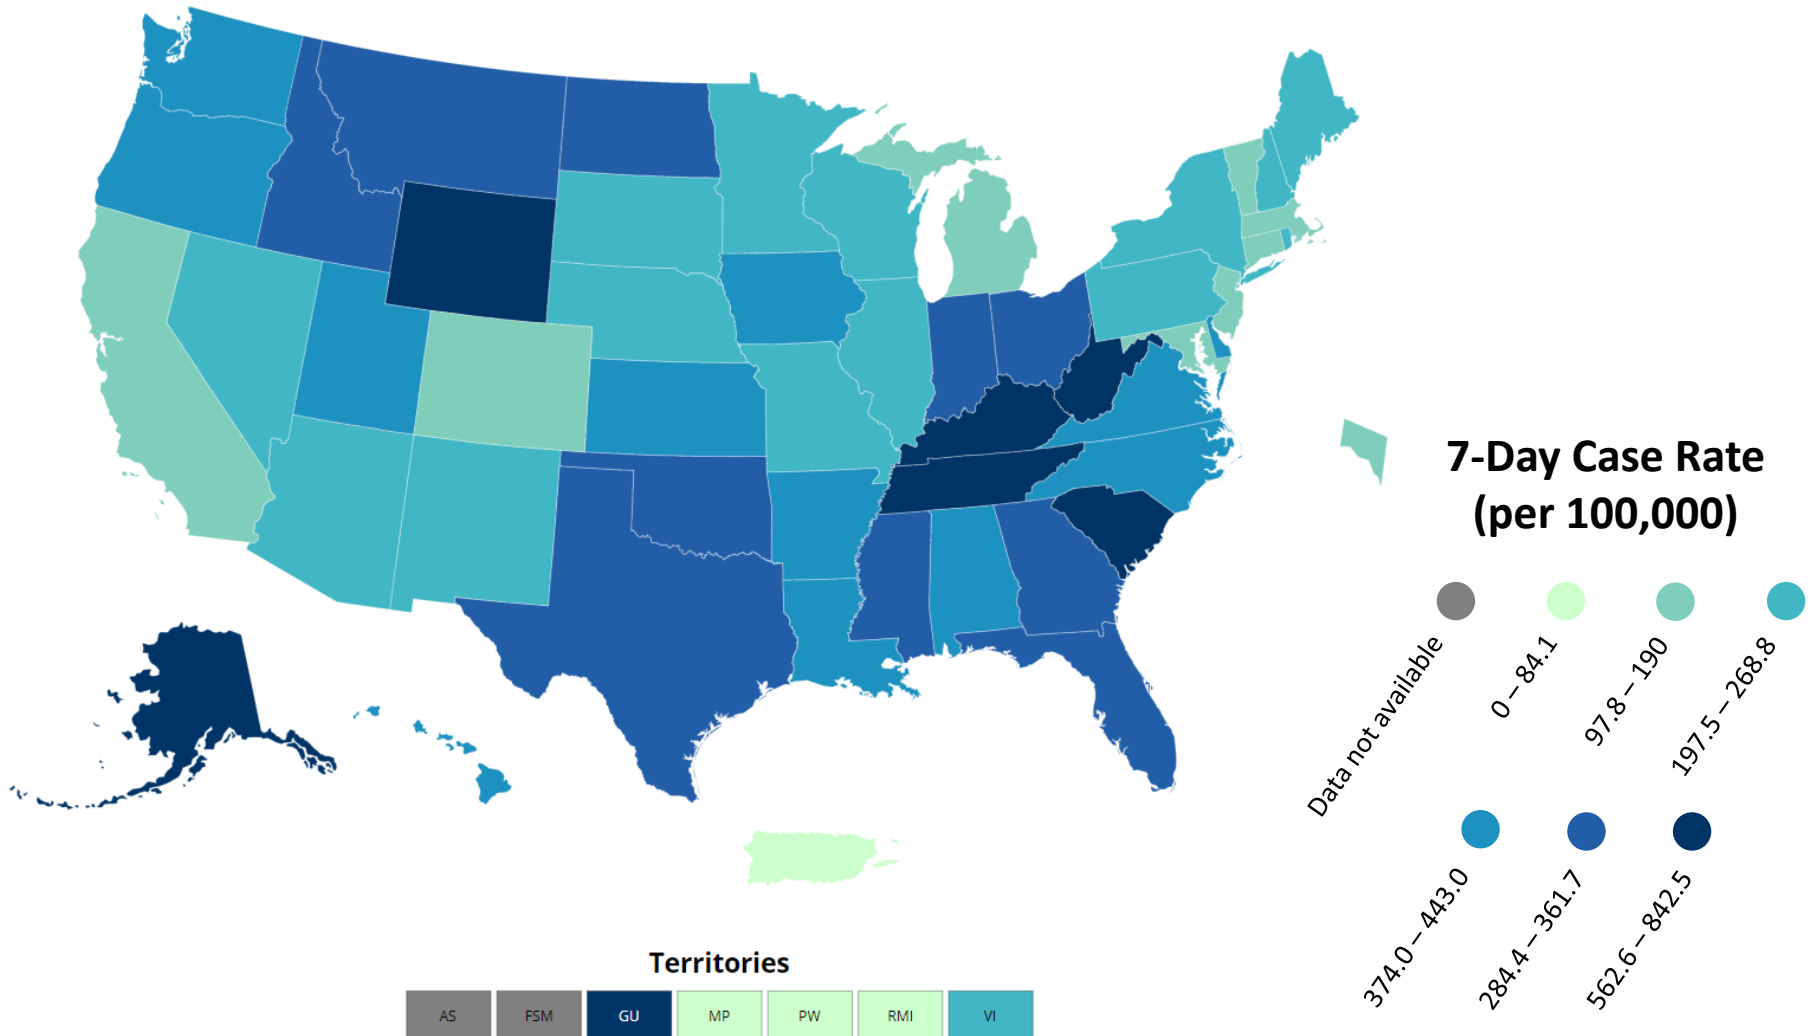 7-Day Case Rate
(per 100,000)
Data not available
0 – 84.1
97.8 – 190
197.5 – 268.8
374.0 – 443.0
284.4 – 361.7
562.6 – 842.5
Territories
AS FSM GU MP PW RMI VI